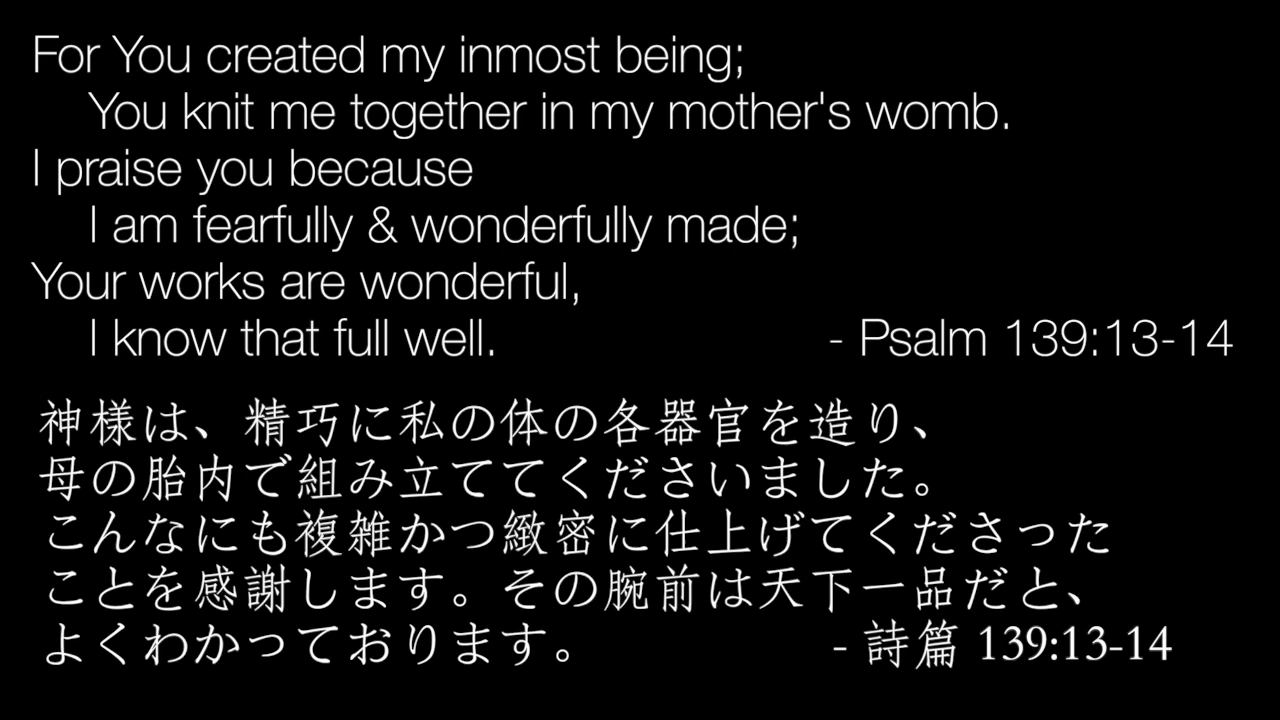 For You created my inmost being;
You knit me together in my mother's womb.
I praise you because
I am fearfully & wonderfully made;
Your works are wonderful,
I know that full well. - Psalm 139:13-14
神様は、精巧に私の体の各器官を造り、
母の胎内で組み立ててくださいました。
こんなにも複雑かつ緻密に仕上げてくださった
ことを感謝します。その腕前は天下一品だと、
よくわかっております。 - 詩篇 139:13-14